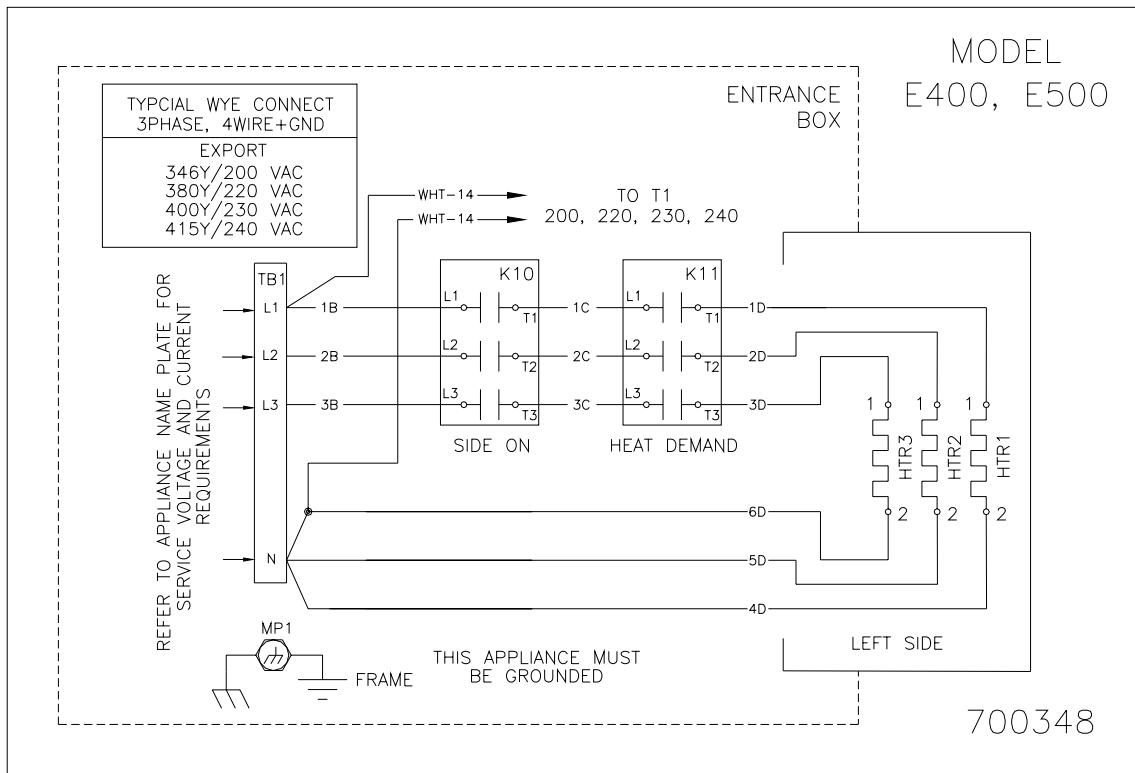 MODEL
E400, E500
ENTRANCE
BOX
TYPCIAL WYE CONNECT
3PHASE, 4WIRE+GND
EXPORT
346Y/200 VAC
380Y/220 VAC
400Y/230 VAC
415Y/240 VAC
WHT-14
WHT-14
TO T1
200, 220, 230, 240
REFER TO APPLIANCE NAME PLATE FOR
SERVICE VOLTAGE AND CURRENT
REQUIREMENTS
TB1
L1
L2
L3
N
1B
2B
3B
K10
L1
T1
L2
T2
L3
T3
SIDE ON
1C
2C
3C
K11
L1
T1
L2
T2
L3
T3
HEAT DEMAND
1D
2D
3D
1
1
1
HTR3
HTR2
HTR1
2
2
2
6D
5D
4D
LEFT SIDE
MP1
FRAME
THIS APPLIANCE MUST
BE GROUNDED
700348